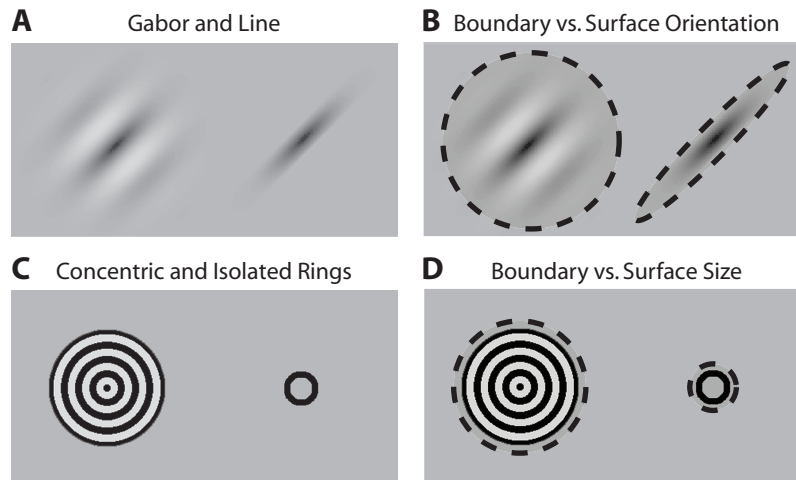 A Gabor and Line
B Boundary vs. Surface Orientation
C Concentric and Isolated Rings
D Boundary vs. Surface Size